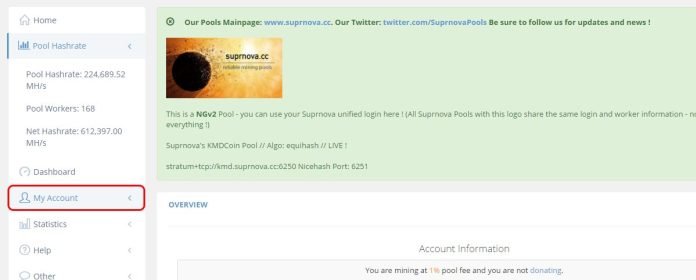 Home
Pool Hashrate
Pool Hashrate: 224,689.52
MH/s
Pool Workers: 168
Net Hashrate: 612,397.00
MH/s
Dashboard
My Account
Statistics
Help
Other
Our Pools Mainpage: www.suprnova.cc. Our Twitter: twitter.com/SuprnovaPools Be sure to follow us for updates and news !
suprnova.cc
reliable mining pools
This is a NGv2 Pool - you can use your Suprnova unified login here ! (All Suprnova Pools with this logo share the same login and worker information - no
everything !)
Suprnova's KMDCoin Pool // Algo: equihash // LIVE !
stratum+tcp://kmd.suprnova.cc:6250 Nicehash Port: 6251
OVERVIEW
Account Information
You are mining at 1% pool fee and you are not donating.